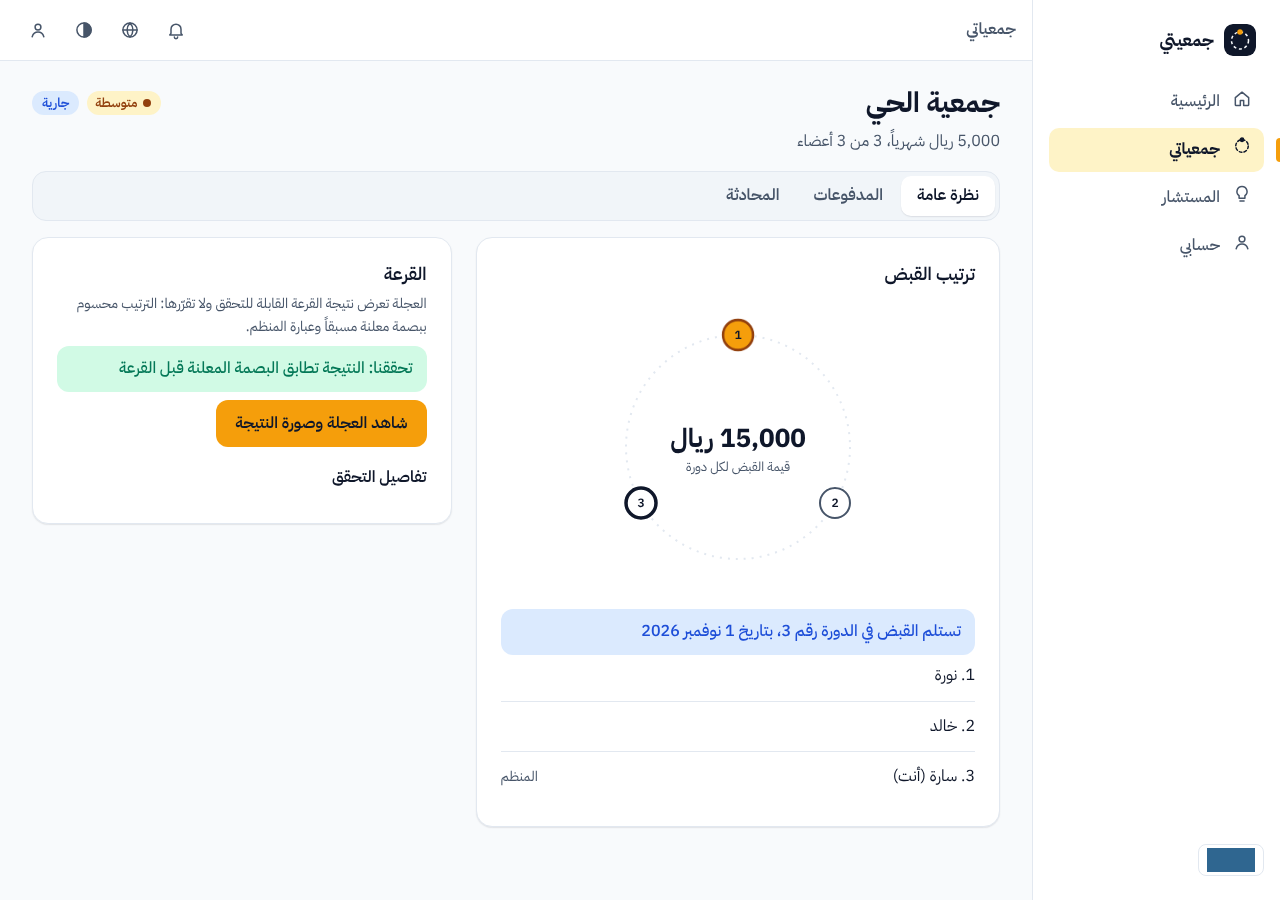 جمعيتي
الرئيسية
جمعياتي
المستشار
حسابي
جمعياتي
جمعية الحي
5,000 ريال شهرياً، 3 من 3 أعضاء
متوسطة
جارية
نظرة عامة
المدفوعات
المحادثة
ترتيب القبض
1
15,000 ريال
قيمة القبض لكل دورة
2
3
تستلم القبض في الدورة رقم 3، بتاريخ 1 نوفمبر 2026
1. نورة
2. خالد
3. سارة (أنت)
المنظم
القرعة
العجلة تعرض نتيجة القرعة القابلة للتحقق ولا تقرّرها: الترتيب محسوم
ببصمة معلنة مسبقاً وعبارة المنظم.
تحققنا: النتيجة تطابق البصمة المعلنة قبل القرعة
شاهد العجلة وصورة النتيجة
تفاصيل التحقق